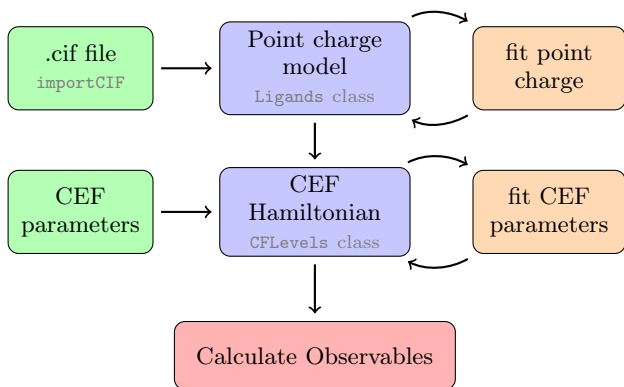 .cif file
importCIF
Point charge
model
Ligands class
fit point
charge
CEF
parameters
CEF
Hamiltonian
CFLevels class
fit CEF
parameters
Calculate Observables